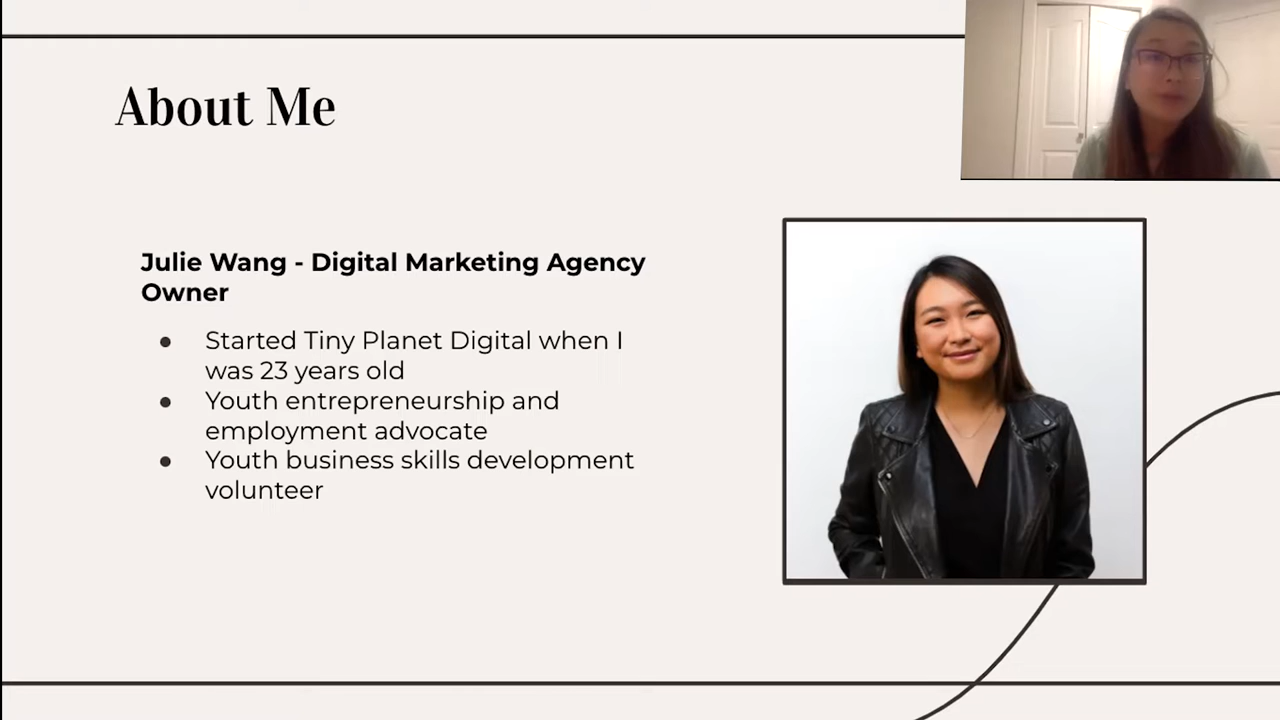 About Me
Julie Wang - Digital Marketing Agency
Owner
● Started Tiny Planet Digital when I
was 23 years old
● Youth entrepreneurship and
employment advocate
● Youth business skills development
volunteer